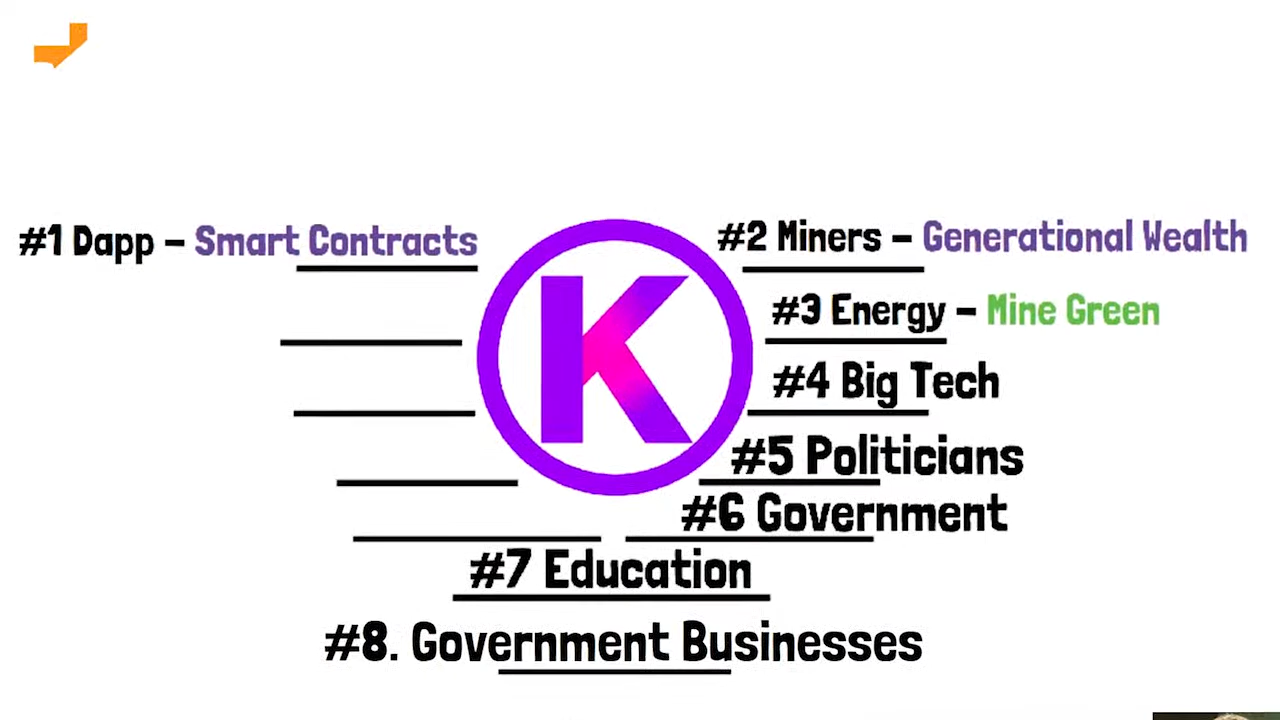 #1 Dapp – Smart Contracts
#2 Miners – Generational Wealth
#3 Energy – Mine Green
#4 Big Tech
#5 Politicians
#6 Government
#7 Education
#8. Government Businesses
K